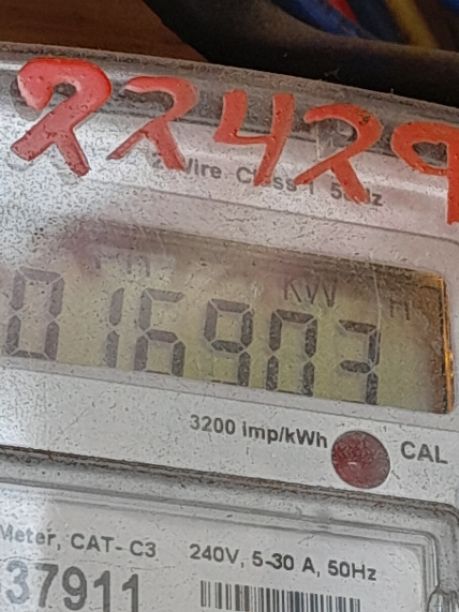 22429
2 Wire Class 1 50Hz
KW H
016903
3200 imp/kWh
CAL
Meter, CAT- C3 240V, 5-30 A, 50Hz
37911